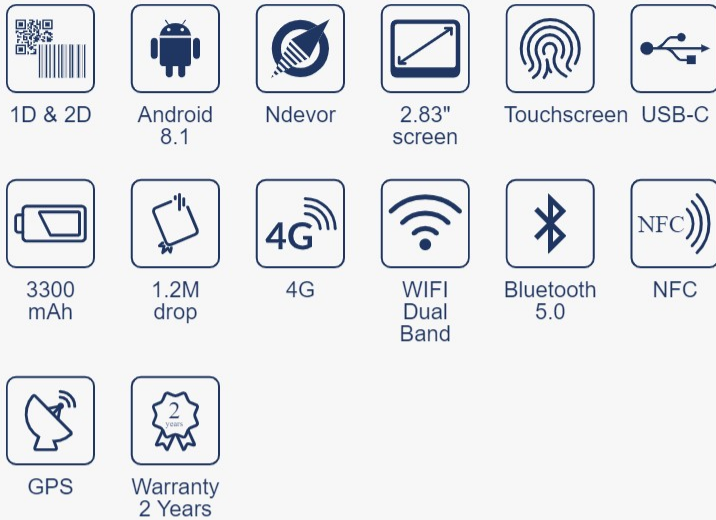 1D & 2D
Android
8.1
Ndevor
2.83"
screen
Touchscreen
USB-C
4G
NFC
3300
mAh
1.2M
drop
4G
WIFI
Dual
Band
Bluetooth
5.0
NFC
2
years
GPS
Warranty
2 Years